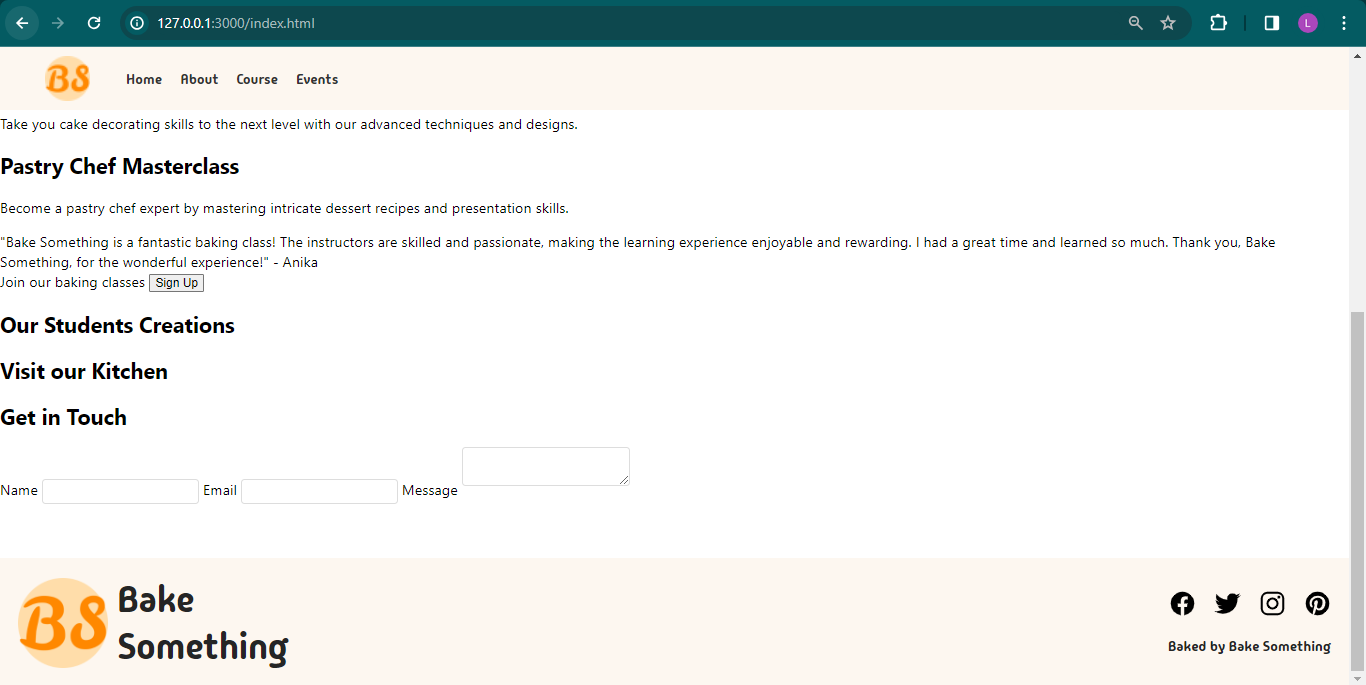 127.0.0.1:3000/index.html
L
BS
Home About Course Events
Take you cake decorating skills to the next level with our advanced techniques and designs.
Pastry Chef Masterclass
Become a pastry chef expert by mastering intricate dessert recipes and presentation skills.
"Bake Something is a fantastic baking class! The instructors are skilled and passionate, making the learning experience enjoyable and rewarding. I had a great time and learned so much. Thank you, Bake
Something, for the wonderful experience!" - Anika
Join our baking classes Sign Up
Our Students Creations
Visit our Kitchen
Get in Touch
Name Email Message
BS
Bake
Something
Baked by Bake Something